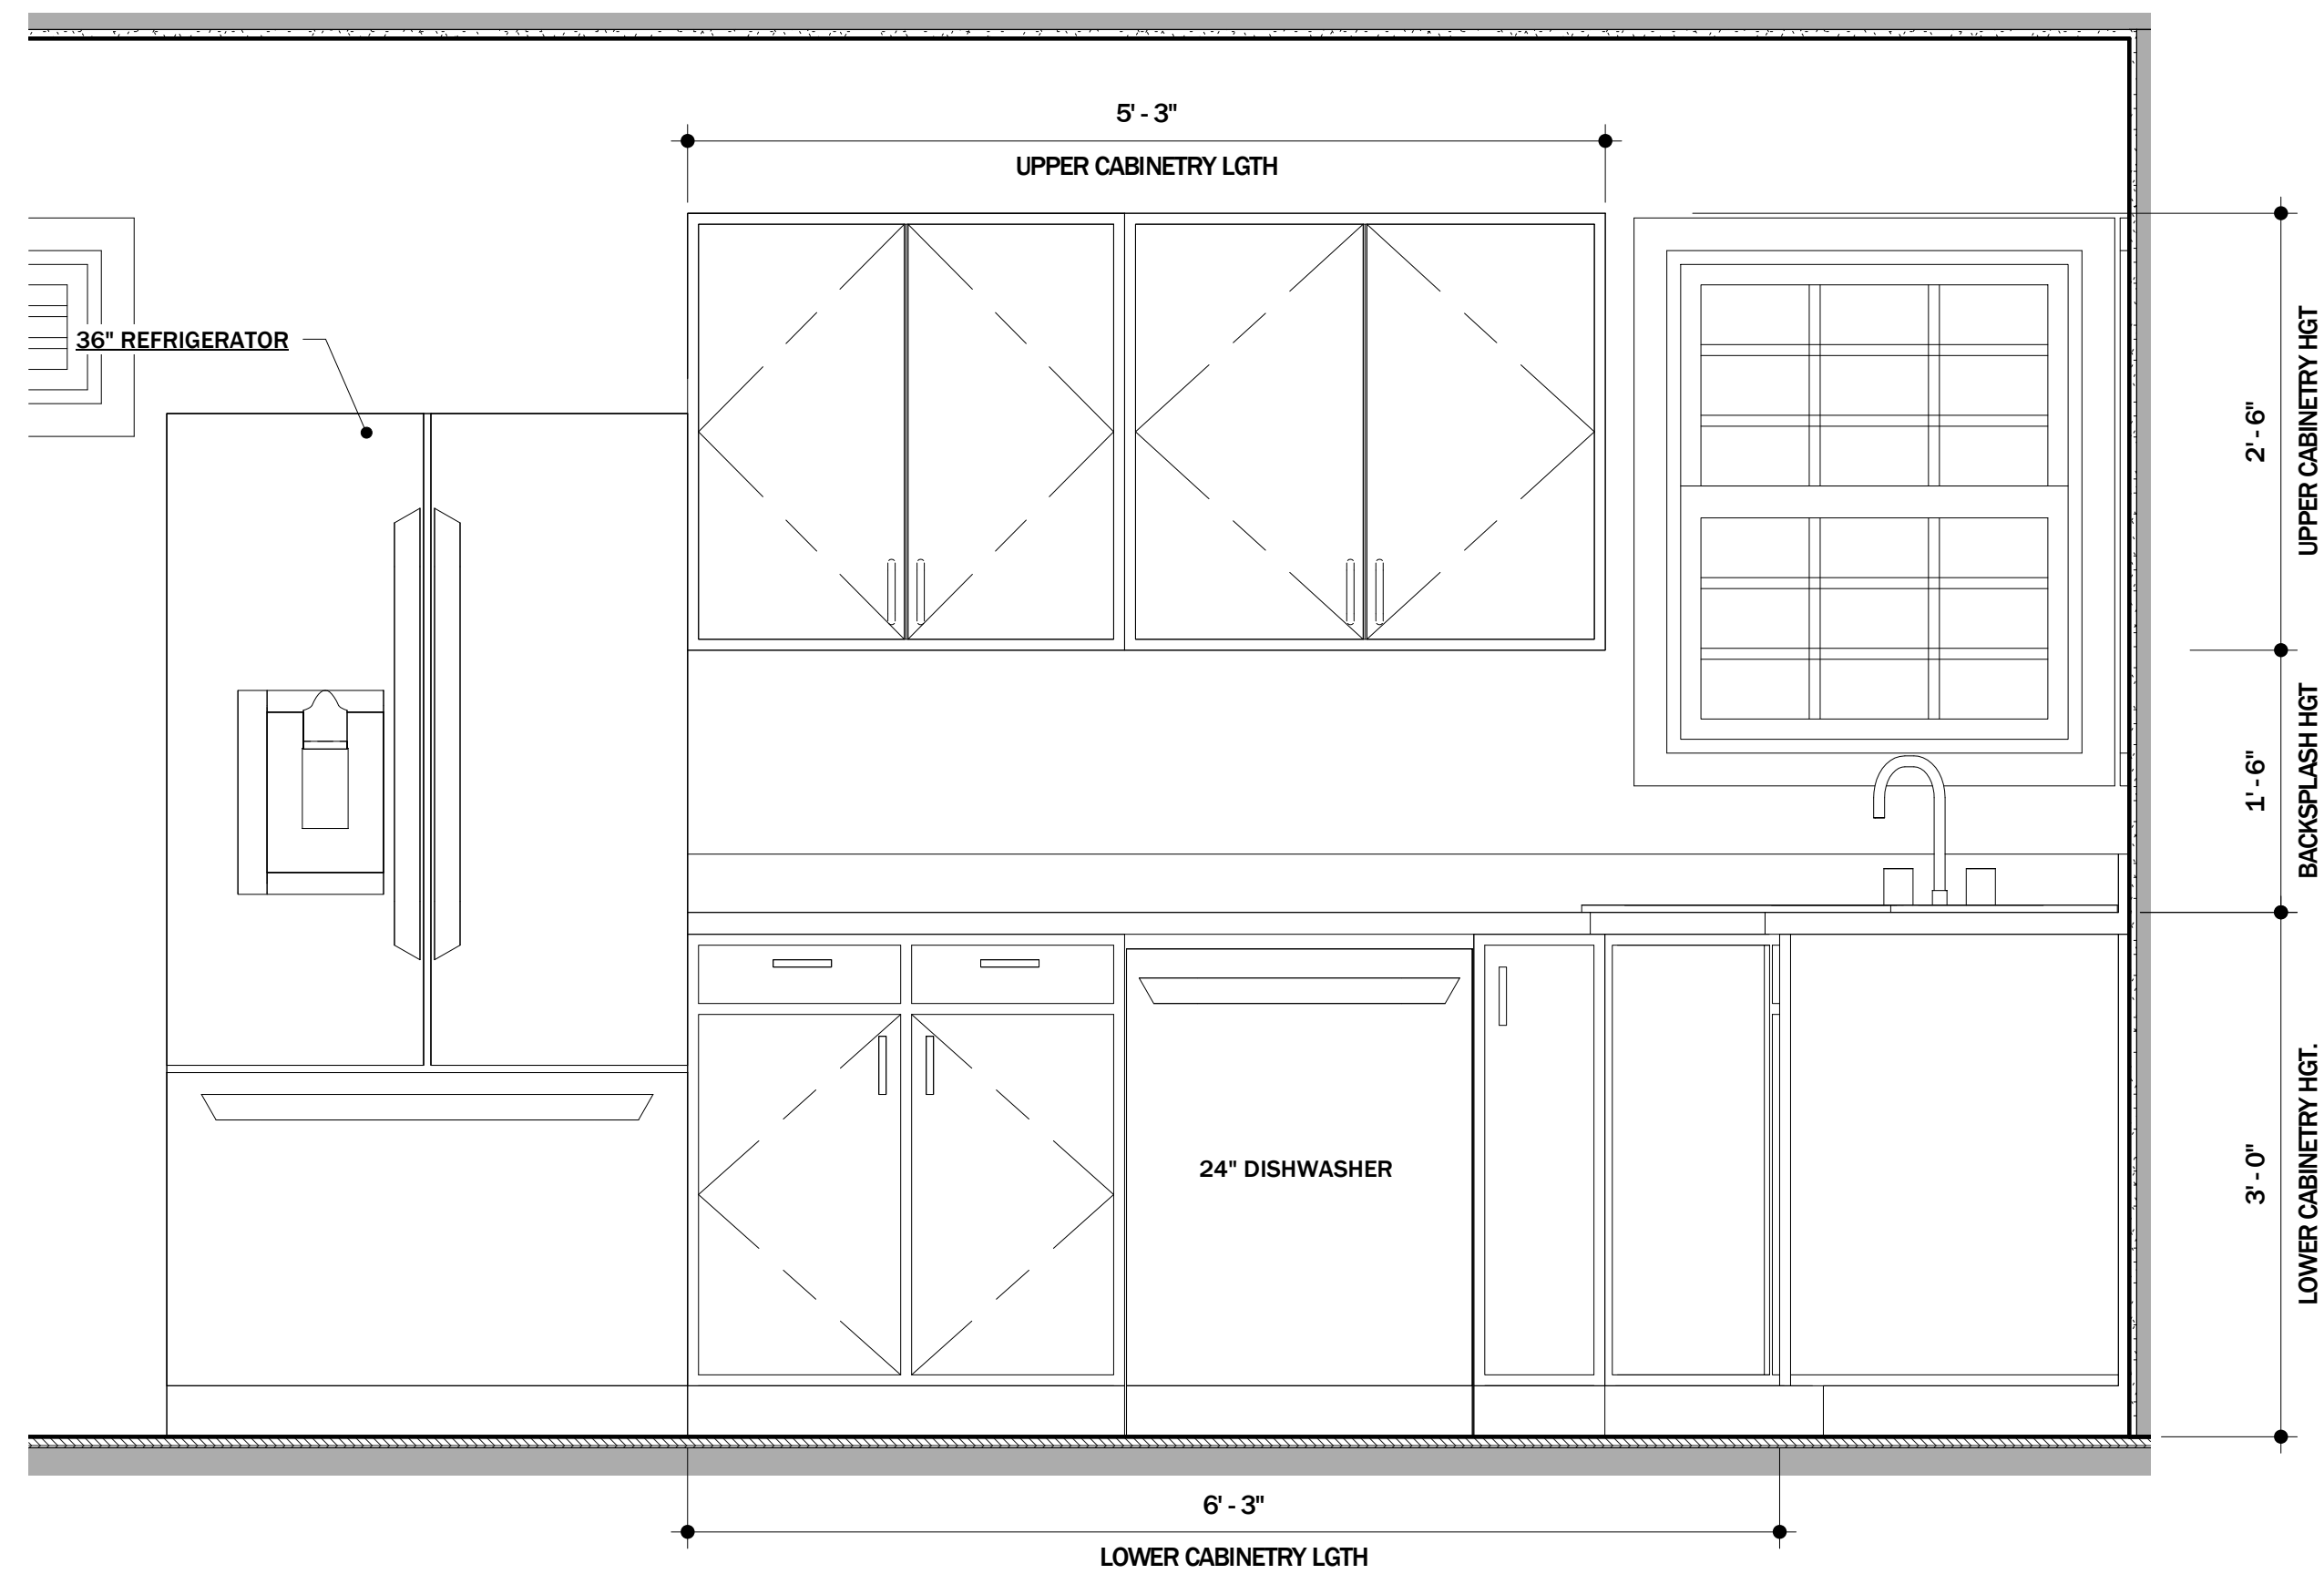 5' - 3"
UPPER CABINETRY LGTH
36" REFRIGERATOR
2' - 6"
UPPER CABINETRY HGT
1' - 6"
BACKSPLASH HGT
24" DISHWASHER
3' - 0"
LOWER CABINETRY HGT.
6' - 3"
LOWER CABINETRY LGTH